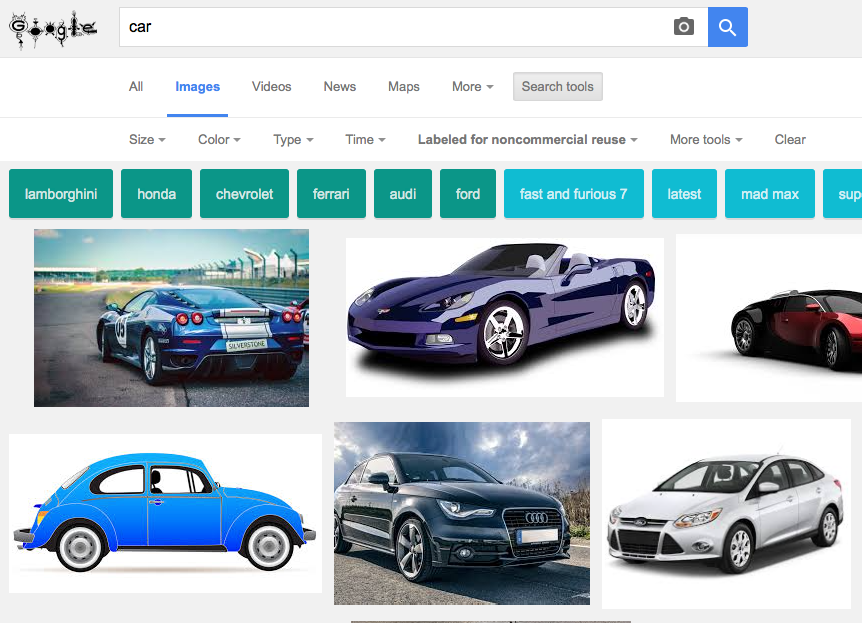 Google
car
All Images Videos News Maps More Search tools
Size Color Type Time Labeled for noncommercial reuse More tools Clear
lamborghini honda chevrolet ferrari audi ford fast and furious 7 latest mad max sup
SILVERSTONE